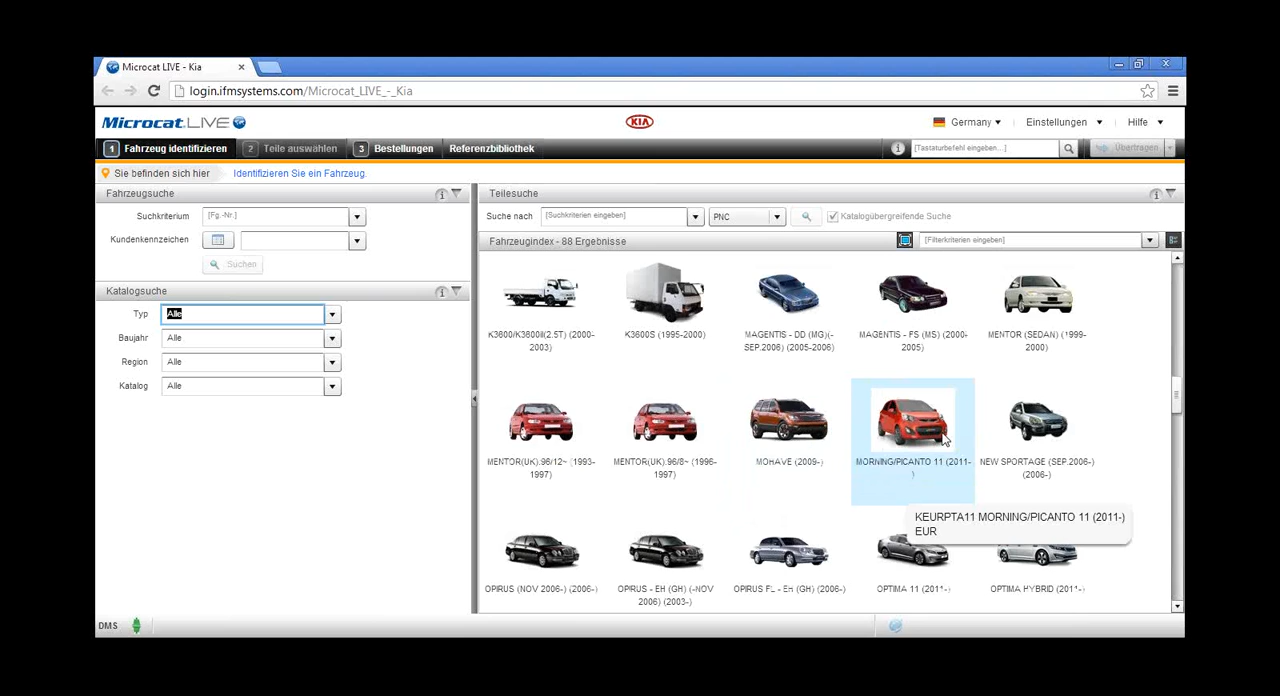 Microcat LIVE - Kia
login.ifmsystems.com/Microcat_LIVE_-_Kia
Microcat.LIVE
KIA
Germany
Einstellungen
Hilfe
1 Fahrzeug identifizieren
2 Teile auswählen
3 Bestellungen
Referenzbibliothek
[Tastaturbefehl eingeben...]
Übertragen
Sie befinden sich hier
Identifizieren Sie ein Fahrzeug.
Fahrzeugsuche
Suchkriterium
[Fg.-Nr.]
Kundenkennzeichen
Suchen
Katalogsuche
Typ Alle
Baujahr Alle
Region Alle
Katalog Alle
Teilesuche
Suche nach [Suchkriterien eingeben] PNC Katalogübergreifende Suche
Fahrzeugindex - 88 Ergebnisse
[Filterkriterien eingeben]
K3600/K3800II(2.5T) (2000-
2003)
K3600S (1995-2000)
MAGENTIS - DD (MG)(-
SEP.2006) (2005-2006)
MAGENTIS - FS (MS) (2000-
2005)
MENTOR (SEDAN) (1999-
2000)
MENTOR(UK).96/12~ (1993-
1997)
MENTOR(UK).96/8~ (1996-
1997)
MOHAVE (2009-)
MORNING/PICANTO 11 (2011-
)
NEW SPORTAGE (SEP.2006-)
(2006-)
KEURPTA11 MORNING/PICANTO 11 (2011-)
EUR
OPIRUS (NOV 2006-) (2006-)
OPIRUS - EH (GH) (-NOV
2006) (2003-)
OPIRUS FL - EH (GH) (2006-)
OPTIMA 11 (2011-)
OPTIMA HYBRID (2011-)
DMS